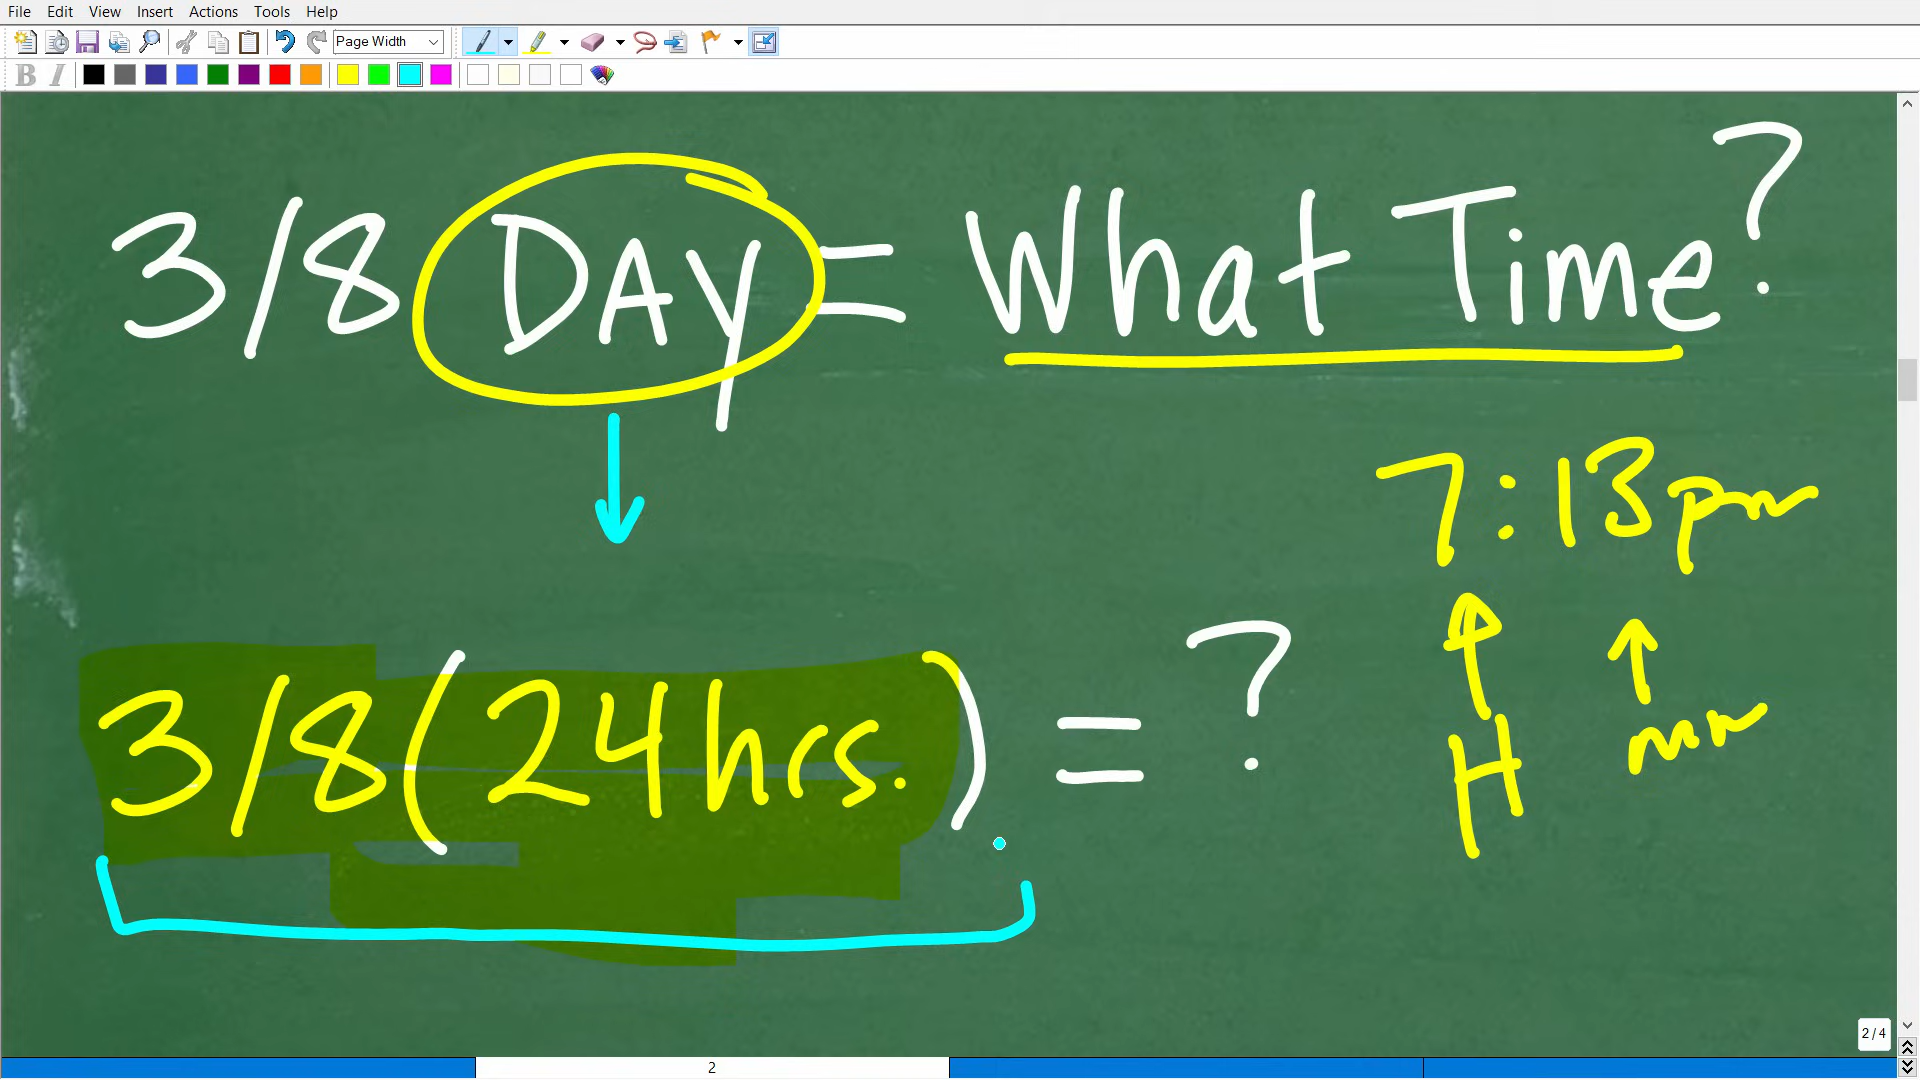 File Edit View Insert Actions Tools Help
Page Width
B I
3/8 DAY = What Time?
7:13pm
3/8(24hrs.) = ?
H
2/4
2